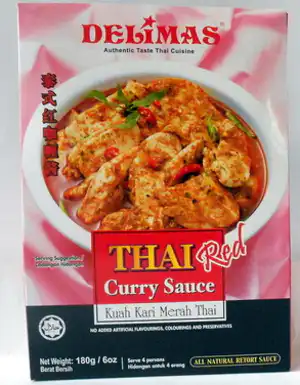 DELIMAS
Authentic Taste Thai Cuisine
Serving Suggestion /
THAI Red
Curry Sauce
Kuah Kari Merah Thai
NO ADDED ARTIFICIAL FLAVOURINGS, COLOURINGS AND PRESERVATIVES
Net Weight: 180g / 6oz
Berat Bersih
Serve 4 persons
Hidangan untuk 4 orang
ALL NATURAL RETORT SAUCE